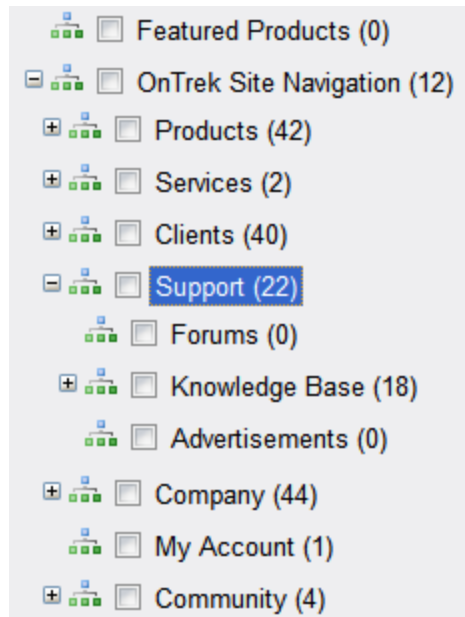 Featured Products (0)
OnTrek Site Navigation (12)
Products (42)
Services (2)
Clients (40)
Support (22)
Forums (0)
Knowledge Base (18)
Advertisements (0)
Company (44)
My Account (1)
Community (4)